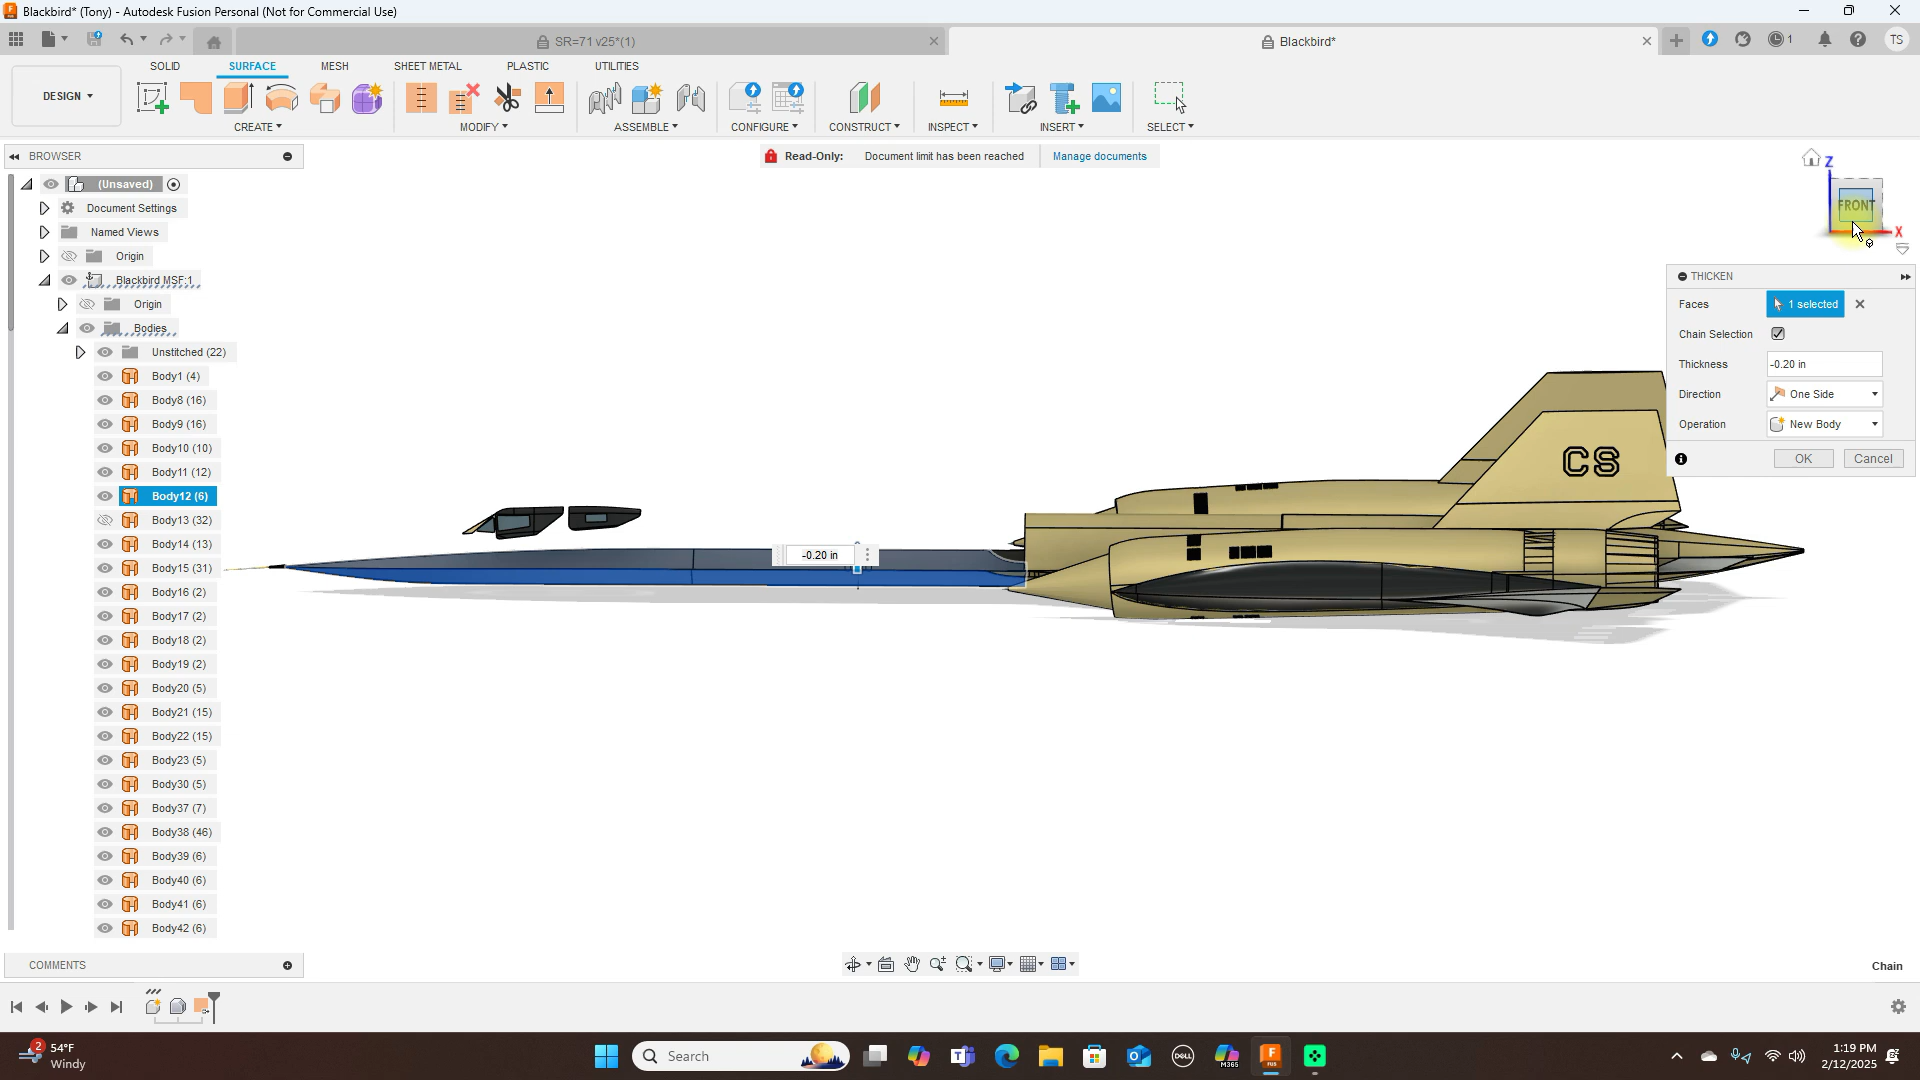 Blackbird* (Tony) - Autodesk Fusion Personal (Not for Commercial Use)
SR=71 v25*(1)
Blackbird*
1
TS
DESIGN
SOLID
SURFACE
MESH
SHEET METAL
PLASTIC
UTILITIES
CREATE
MODIFY
ASSEMBLE
CONFIGURE
CONSTRUCT
INSPECT
INSERT
SELECT
BROWSER
Read-Only: Document limit has been reached
Manage documents
(Unsaved)
Document Settings
Named Views
Origin
Blackbird MSF:1
Origin
Bodies
Unstitched (22)
Body1 (4)
Body8 (16)
Body9 (16)
Body10 (10)
Body11 (12)
Body12 (6)
Body13 (32)
Body14 (13)
Body15 (31)
Body16 (2)
Body17 (2)
Body18 (2)
Body19 (2)
Body20 (5)
Body21 (15)
Body22 (15)
Body23 (5)
Body30 (5)
Body37 (7)
Body38 (46)
Body39 (6)
Body40 (6)
Body41 (6)
Body42 (6)
Z
FRONT
X
THICKEN
Faces
1 selected
Chain Selection
Thickness
-0.20 in
Direction
One Side
Operation
New Body
OK
Cancel
CS
-0.20 in
COMMENTS
Chain
2
54°F
Windy
Search
DELL
M365
FUS
1:19 PM
2/12/2025